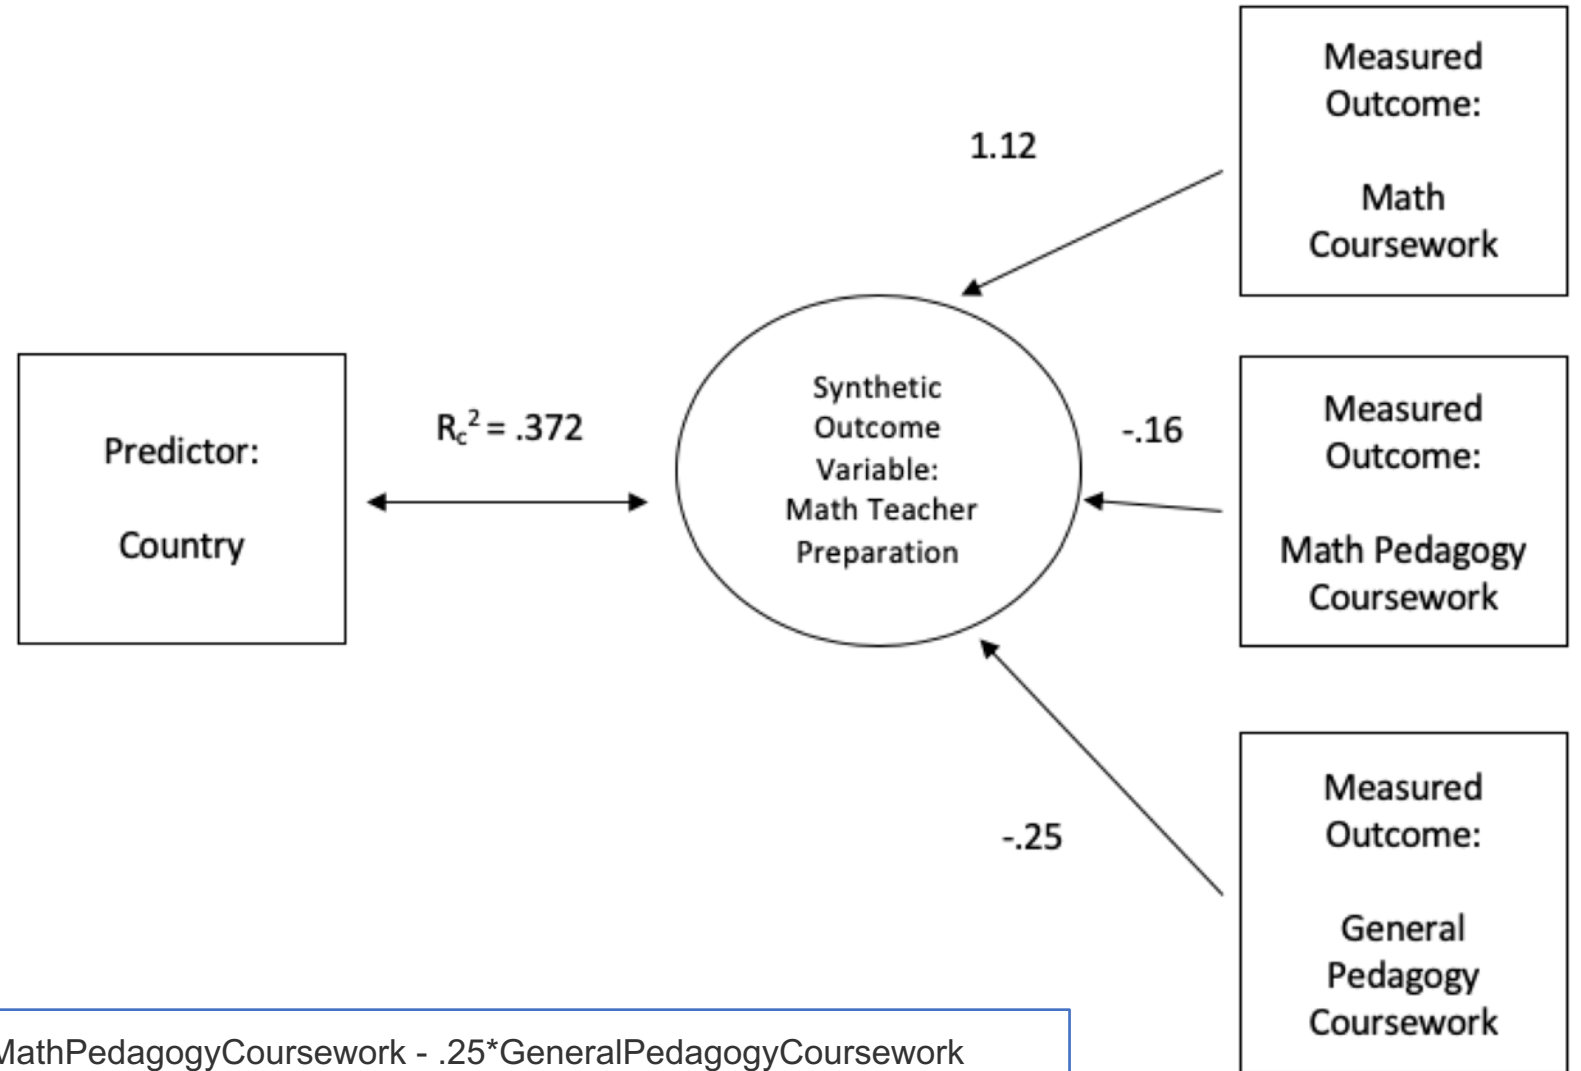 Predictor:
Country
R_c^2 = .372
Synthetic
Outcome
Variable:
Math Teacher
Preparation
1.12
-.16
-.25
Measured
Outcome:
Math
Coursework
Measured
Outcome:
Math Pedagogy
Coursework
Measured
Outcome:
General
Pedagogy
Coursework
MathPedagogyCoursework - .25*GeneralPedagogyCoursework